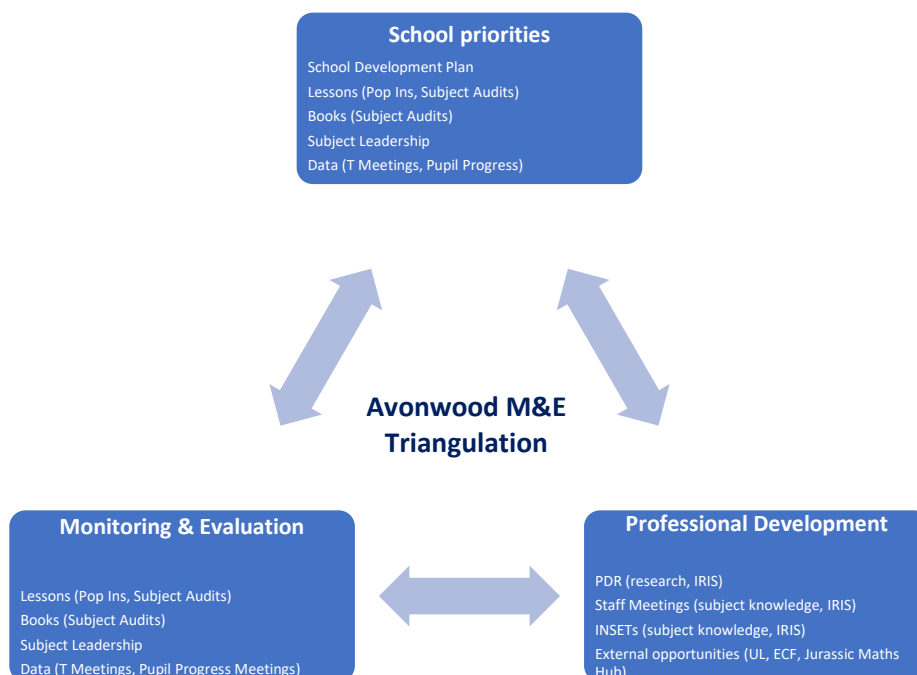 School priorities
School Development Plan
Lessons (Pop Ins, Subject Audits)
Books (Subject Audits)
Subject Leadership
Data (T Meetings, Pupil Progress)
Avonwood M&E
Triangulation
Monitoring & Evaluation
Lessons (Pop Ins, Subject Audits)
Books (Subject Audits)
Subject Leadership
Data (T Meetings, Pupil Progress Meetings)
Professional Development
PDR (research, IRIS)
Staff Meetings (subject knowledge, IRIS)
INSETs (subject knowledge, IRIS)
External opportunities (UL, ECF, Jurassic Maths
Hub)